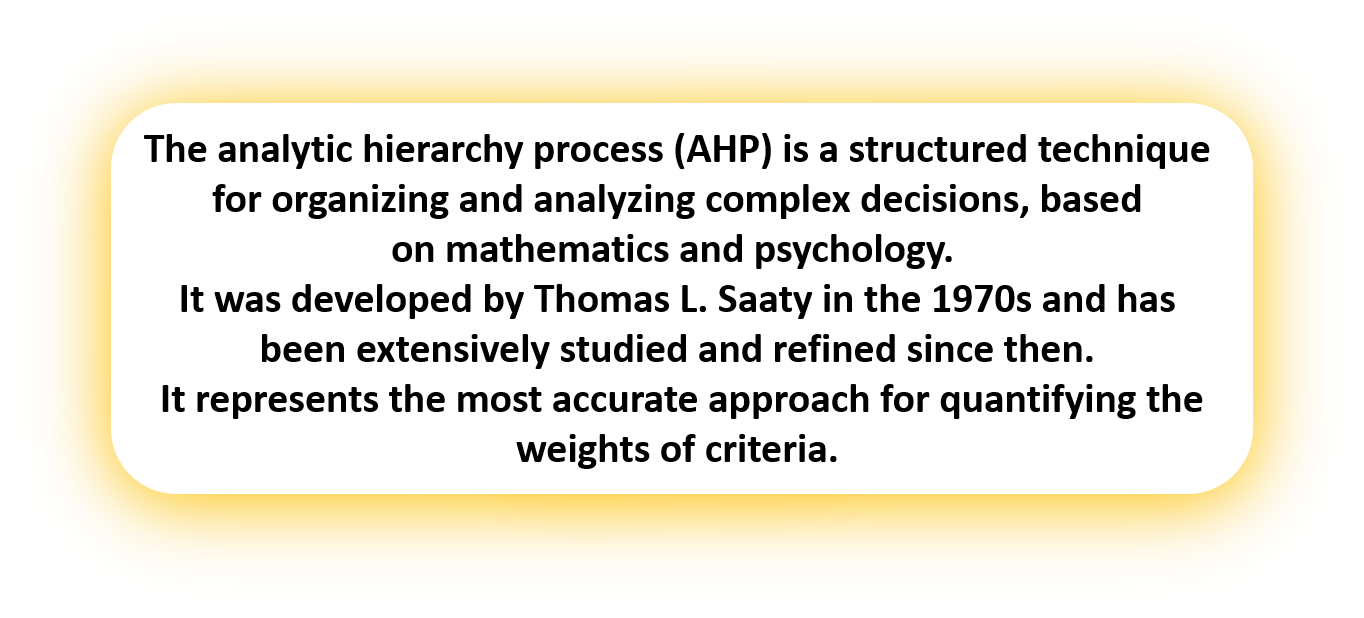 The analytic hierarchy process (AHP) is a structured technique
for organizing and analyzing complex decisions, based
on mathematics and psychology.
It was developed by Thomas L. Saaty in the 1970s and has
been extensively studied and refined since then.
It represents the most accurate approach for quantifying the
weights of criteria.